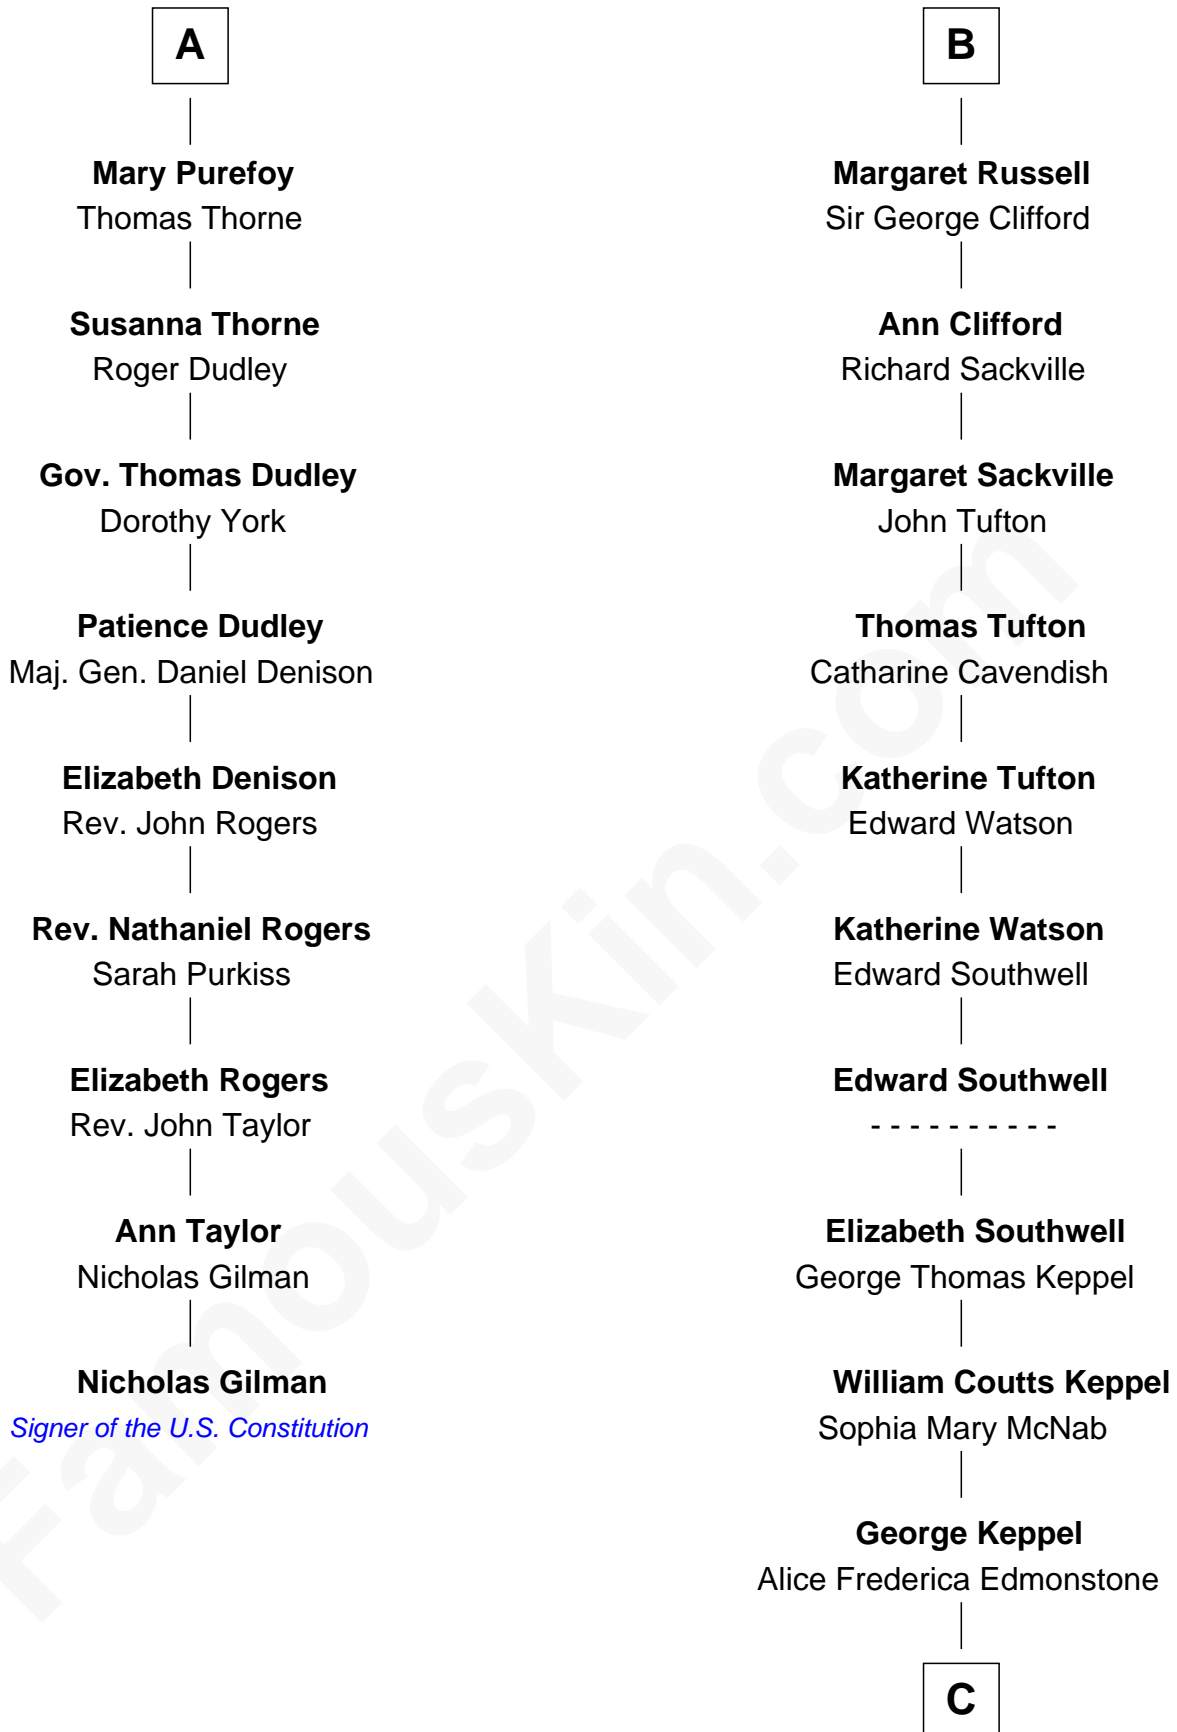 A
Mary Purefoy
Thomas Thorne
Susanna Thorne
Roger Dudley
Gov. Thomas Dudley
Dorothy York
Patience Dudley
Maj. Gen. Daniel Denison
Elizabeth Denison
Rev. John Rogers
Rev. Nathaniel Rogers
Sarah Purkiss
Elizabeth Rogers
Rev. John Taylor
Ann Taylor
Nicholas Gilman
Nicholas Gilman
Signer of the U.S. Constitution
B
Margaret Russell
Sir George Clifford
Ann Clifford
Richard Sackville
Margaret Sackville
John Tufton
Thomas Tufton
Catharine Cavendish
Katherine Tufton
Edward Watson
Katherine Watson
Edward Southwell
Edward Southwell
- - - - - - - - - -
Elizabeth Southwell
George Thomas Keppel
William Coutts Keppel
Sophia Mary McNab
George Keppel
Alice Frederica Edmonstone
C
FamousKin.com